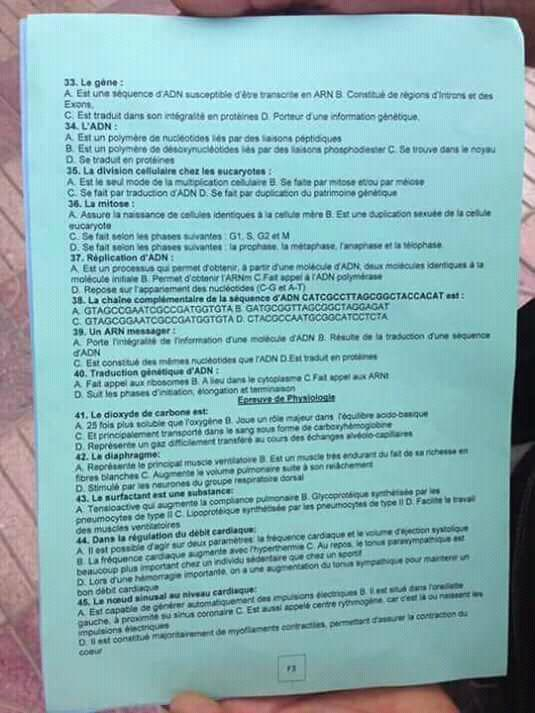 33. Le gène :
A. Est une séquence d'ADN susceptible d'être transcrite en ARN B. Constitué de régions d'Introns et des
Exons,
C. Est traduit dans son intégralité en protéines D. Porteur d'une information génétique.
34. L'ADN :
A. Est un polymère de nucléotides liés par des liaisons péptidiques
B. Est un polymère de désoxynucléotides liés par des liaisons phosphodiester C. Se trouve dans le noyau
D. Se traduit en protéines
35. La division cellulaire chez les eucaryotes :
A. Est le seul mode de la multiplication cellulaire B. Se faite par mitose et/ou par méiose
C. Se fait par traduction d'ADN D. Se fait par duplication du patrimoine génétique
36. La mitose :
A. Assure la naissance de cellules identiques à la cellule mère B. Est une duplication sexuée de la cellule
eucaryote
C. Se fait selon les phases suivantes : G1, S, G2 et M
D. Se fait selon les phases suivantes : la prophase, la métaphase, l'anaphase et la télophase.
37. Réplication d'ADN :
A. Est un processus qui permet d'obtenir, à partir d'une molécule d'ADN, deux molécules identiques à la
molécule initiale B. Permet d'obtenir l'ARNm C.Fait appel à l'ADN polymérase
D. Repose sur l'appariement des nucléotides (C-G et A-T)
38. La chaîne complémentaire de la séquence d'ADN CATCGCCTTAGCGGCTACCACAT est :
A. GTAGCCGAATCGCCGATGGTGTA B. GATGCGGTTAGCGGCTAGGAGAT
C. GTAGCGGAATCGCCGATGGTGTA D. CTACGCCAATGCGGCATCCTCTA
39. Un ARN messager :
A. Porte l'intégralité de l'information d'une molécule d'ADN B. Résulte de la traduction d'une séquence
d'ADN
C. Est constitué des mêmes nucléotides que l'ADN D.Est traduit en protéines
40. Traduction génétique d'ADN :
A. Fait appel aux ribosomes B. A lieu dans le cytoplasme C.Fait appel aux ARNt
D. Suit les phases d'initiation, élongation et terminaison
Epreuve de Physiologie
41. Le dioxyde de carbone est:
A. 25 fois plus soluble que l'oxygène B. Joue un rôle majeur dans l'équilibre acido-basique
C. Et principalement transporté dans le sang sous forme de carboxyhémoglobine
D. Représente un gaz difficilement transféré au cours des échanges alvéolo-capillaires
42. Le diaphragme:
A. Représente le principal muscle ventilatoire B. Est un muscle très endurant du fait de sa richesse en
fibres blanches C. Augmente le volume pulmonaire suite à son relâchement
D. Stimulé par les neurones du groupe respiratoire dorsal
43. Le surfactant est une substance:
A. Tensioactive qui augmente la compliance pulmonaire B. Glycoprotéique synthétisée par les
pneumocytes de type II C. Lipoprotéique synthétisée par les pneumocytes de type II D. Facilite le travail
des muscles ventilatoires
44. Dans la régulation du débit cardiaque:
A. Il est possible d'agir sur deux paramètres: la fréquence cardiaque et le volume d'éjection systolique
B. La fréquence cardiaque augmente avec l'hyperthermie C. Au repos, le tonus parasympathique est
beaucoup plus important chez un individu sédentaire que chez un sportif
D. Lors d'une hémorragie importante, on a une augmentation du tonus sympathique pour maintenir un
bon débit cardiaque
45. Le nœud sinusal au niveau cardiaque:
A. Est capable de générer automatiquement des impulsions électriques B. Il est situé dans l'oreillette
gauche, à proximité su sinus coronaire C. Est aussi appelé centre rythmogène, car c'est là ou naissent les
impulsions électriques
D. Il est constitué majoritairement de myofilaments contractiles, permettant d'assurer la contraction du
coeur
F3